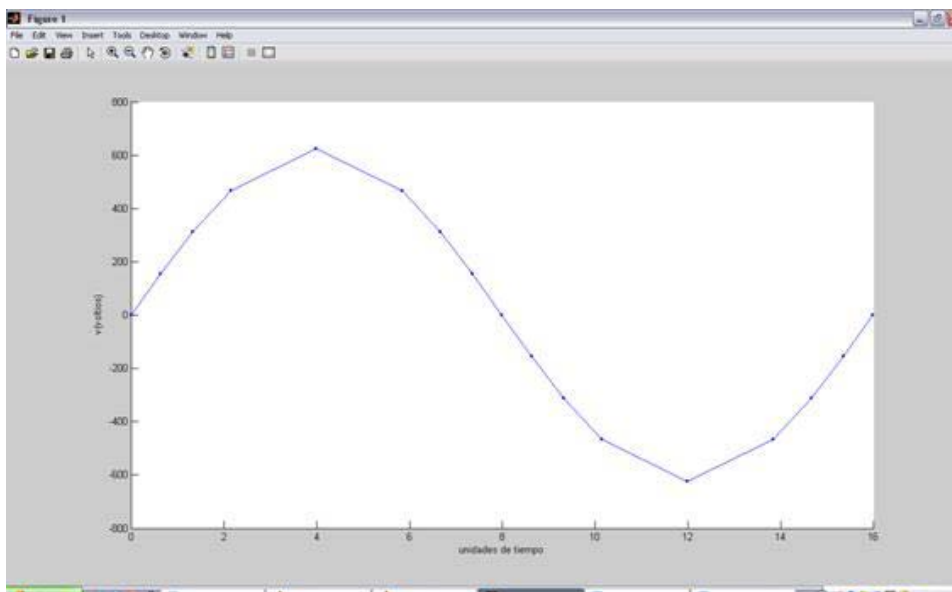 Figure 1
File Edit View Insert Tools Desktop Window Help
800
600
400
200
0
-200
-400
-600
-800
v(voltios)
0 2 4 6 8 10 12 14 16
unidades de tiempo